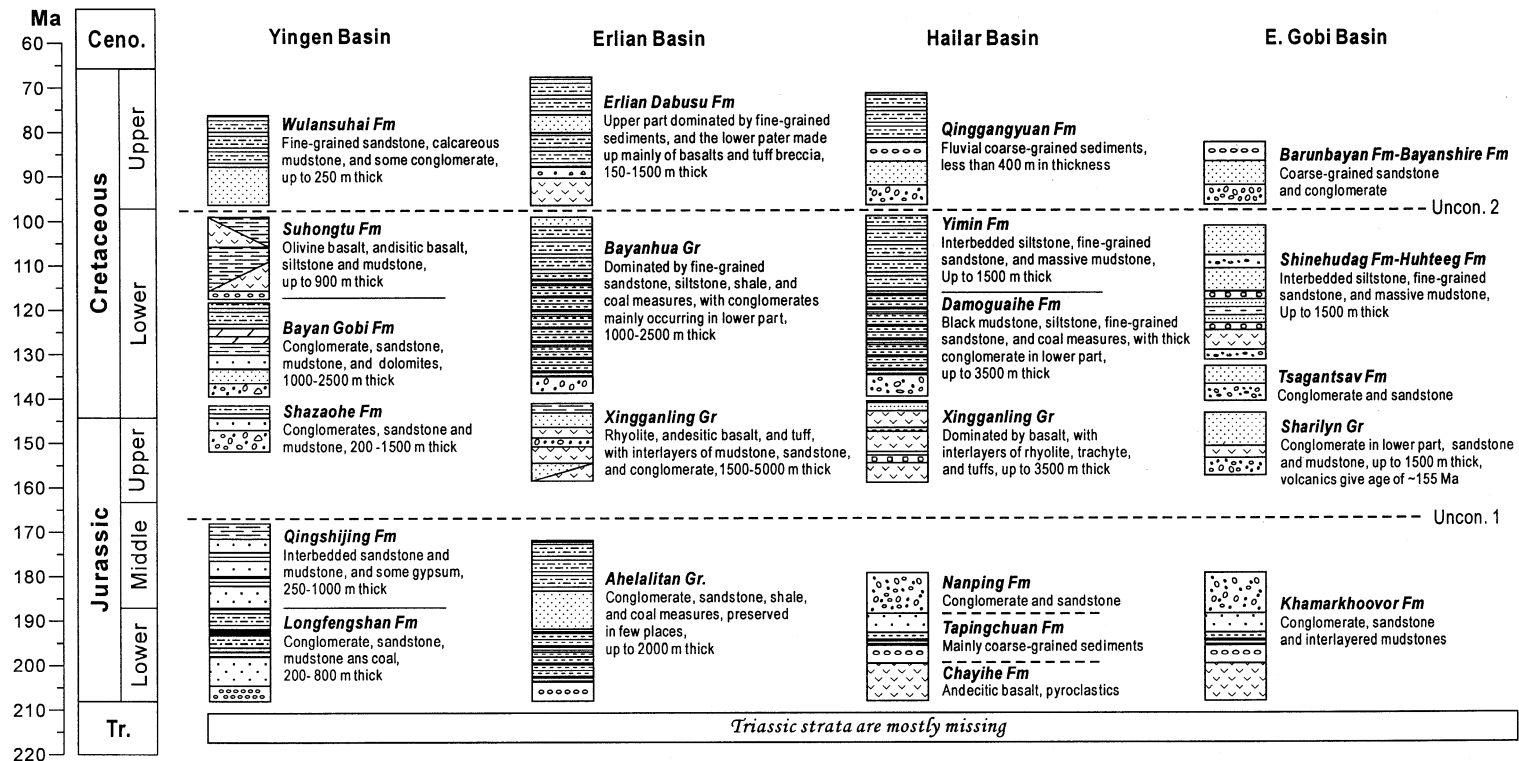 Ma
60
70
80
90
100
110
120
130
140
150
160
170
180
190
200
210
220
Ceno.
Cretaceous
Upper
Lower
Jurassic
Upper
Middle
Lower
Tr.
Yingen Basin
Wulansuhai Fm
Fine-grained sandstone, calcareous
mudstone, and some conglomerate,
up to 250 m thick
Suhongtu Fm
Olivine basalt, andisitic basalt,
siltstone and mudstone,
up to 900 m thick
Bayan Gobi Fm
Conglomerate, sandstone,
mudstone, and dolomites,
1000-2500 m thick
Shazaohe Fm
Conglomerates, sandstone and
mudstone, 200 -1500 m thick
Qingshijing Fm
Interbedded sandstone and
mudstone, and some gypsum,
250-1000 m thick
Longfengshan Fm
Conglomerate, sandstone,
mudstone ans coal,
200- 800 m thick
Erlian Basin
Erlian Dabusu Fm
Upper part dominated by fine-grained
sediments, and the lower pater made
up mainly of basalts and tuff breccia,
150-1500 m thick
Bayanhua Gr
Dominated by fine-grained
sandstone, siltstone, shale, and
coal measures, with conglomerates
mainly occurring in lower part,
1000-2500 m thick
Xingganling Gr
Rhyolite, andesitic basalt, and tuff,
with interlayers of mudstone, sandstone,
and conglomerate, 1500-5000 m thick
Ahelalitan Gr.
Conglomerate, sandstone, shale,
and coal measures, preserved
in few places,
up to 2000 m thick
Hailar Basin
Qinggangyuan Fm
Fluvial coarse-grained sediments,
less than 400 m in thickness
Yimin Fm
Interbedded siltstone, fine-grained
sandstone, and massive mudstone,
Up to 1500 m thick
Damoguaihe Fm
Black mudstone, siltstone, fine-grained
sandstone, and coal measures, with thick
conglomerate in lower part,
up to 3500 m thick
Xingganling Gr
Dominated by basalt, with
interlayers of rhyolite, trachyte,
and tuffs, up to 3500 m thick
Nanping Fm
Conglomerate and sandstone
Tapingchuan Fm
Mainly coarse-grained sediments
Chayihe Fm
Andecitic basalt, pyroclastics
E. Gobi Basin
Barunbayan Fm-Bayanshire Fm
Coarse-grained sandstone
and conglomerate
Uncon. 2
Shinehudag Fm-Huhteeg Fm
Interbedded siltstone, fine-grained
sandstone, and massive mudstone,
Up to 1500 m thick
Tsagantsav Fm
Conglomerate and sandstone
Sharilyn Gr
Conglomerate in lower part, sandstone
and mudstone, up to 1500 m thick,
volcanics give age of ~155 Ma
Uncon. 1
Khamarkhoovor Fm
Conglomerate, sandstone
and interlayered mudstones
Triassic strata are mostly missing